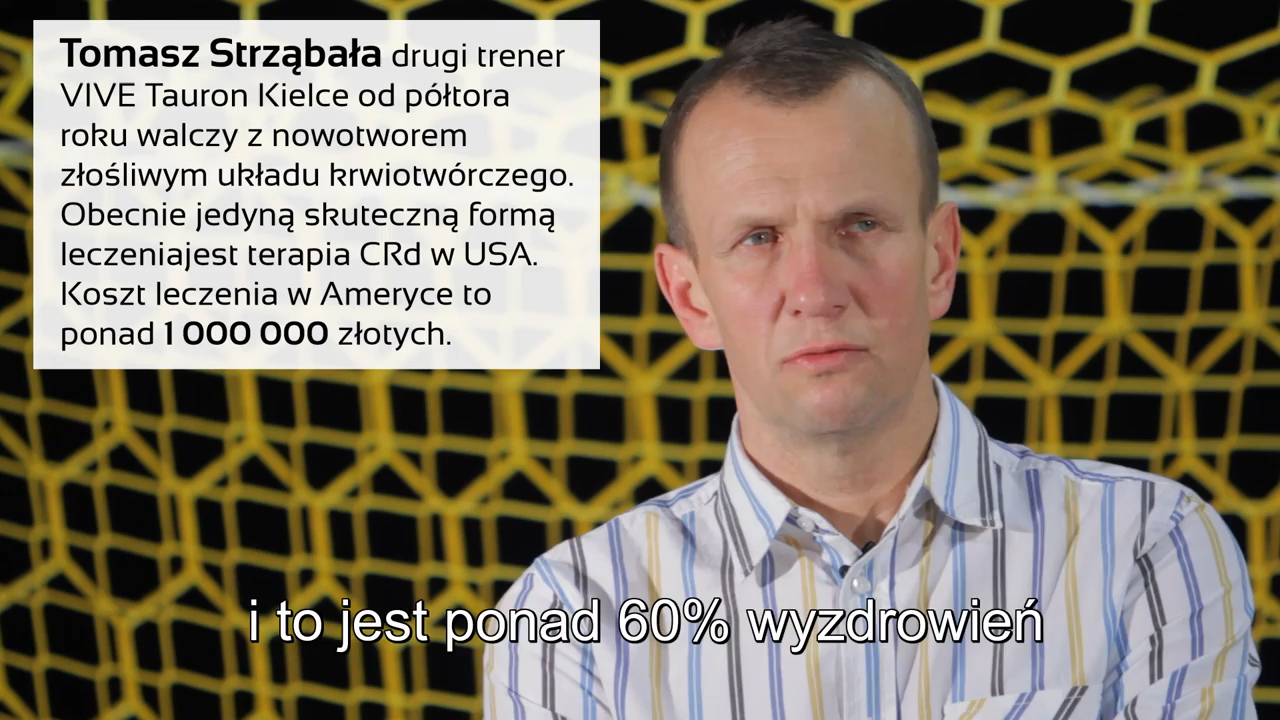 Tomasz Strząbała drugi trener
VIVE Tauron Kielce od półtora
roku walczy z nowotworem
złośliwym układu krwiotwórczego.
Obecnie jedyną skuteczną formą
leczeniajest terapia CRd w USA.
Koszt leczenia w Ameryce to
ponad 1 000 000 złotych.
i to jest ponad 60% wyzdrowień